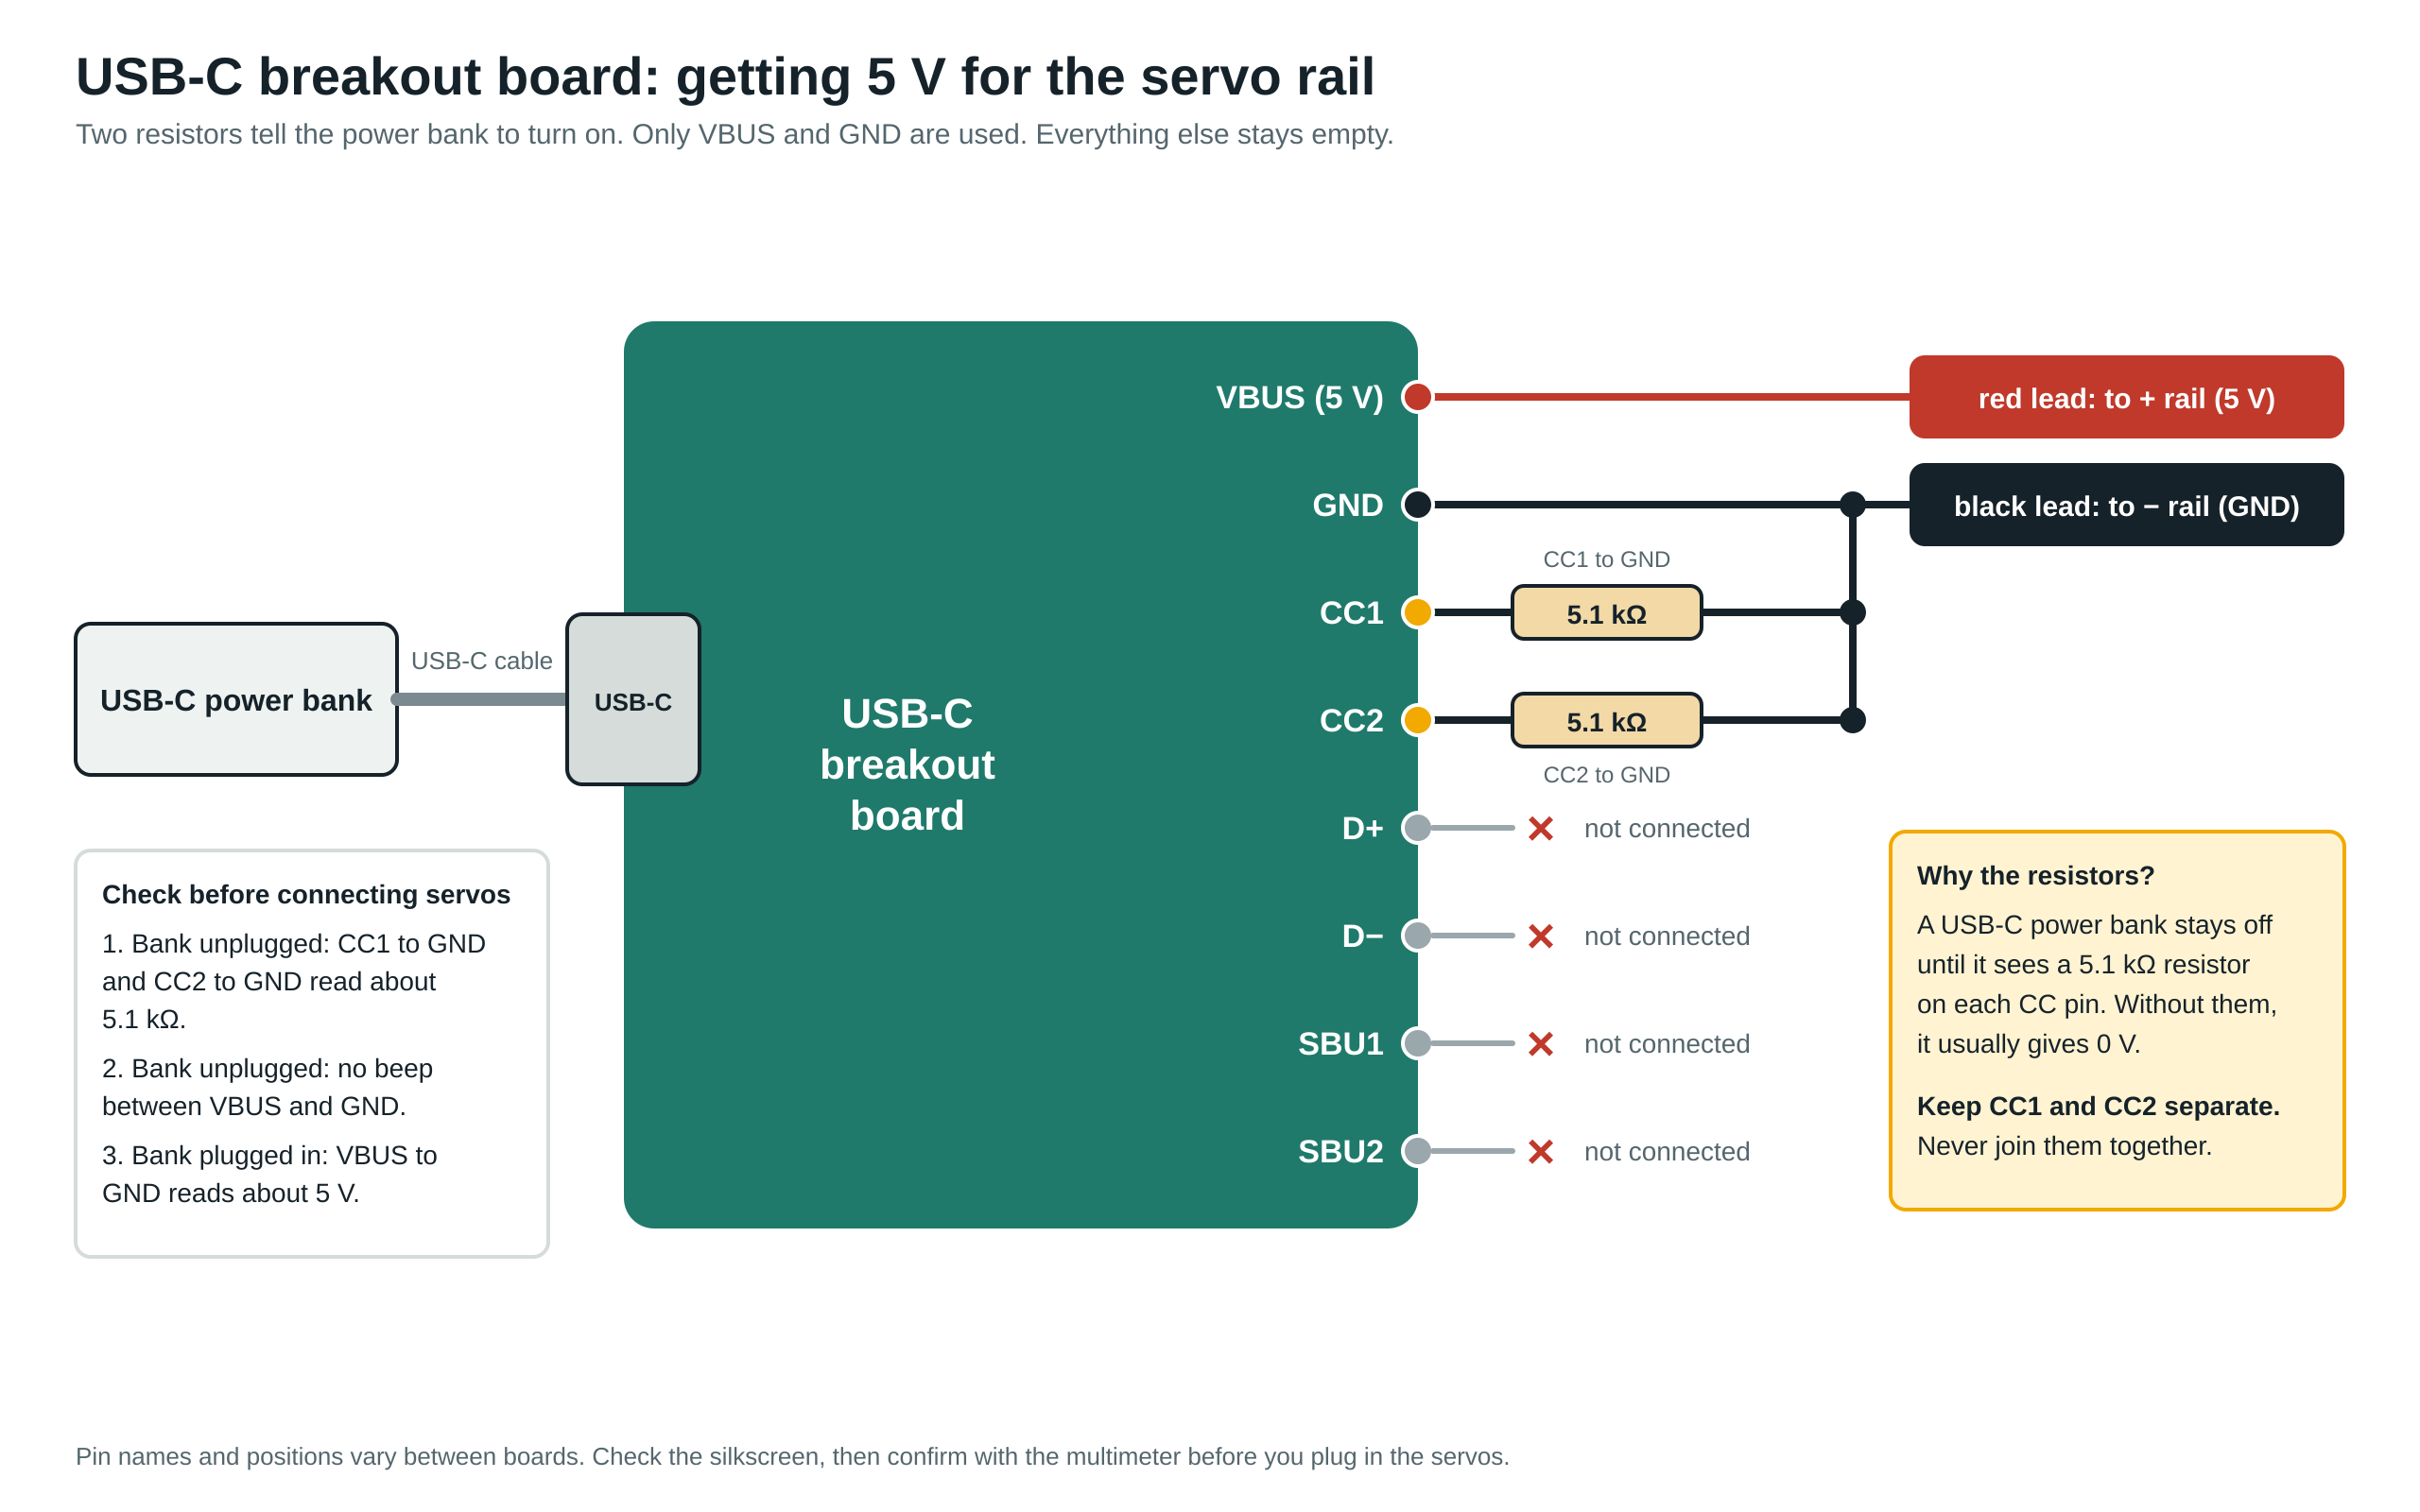 USB-C breakout board: getting 5 V for the servo rail
Two resistors tell the power bank to turn on. Only VBUS and GND are used. Everything else stays empty.
VBUS (5 V)
red lead: to + rail (5 V)
GND
black lead: to − rail (GND)
CC1 to GND
CC1
5.1 kΩ
USB-C power bank
USB-C cable
USB-C
USB-C
breakout
board
CC2
5.1 kΩ
CC2 to GND
D+
not connected
D−
not connected
SBU1
not connected
SBU2
not connected
Check before connecting servos
1. Bank unplugged: CC1 to GND
and CC2 to GND read about
5.1 kΩ.
2. Bank unplugged: no beep
between VBUS and GND.
3. Bank plugged in: VBUS to
GND reads about 5 V.
Why the resistors?
A USB-C power bank stays off
until it sees a 5.1 kΩ resistor
on each CC pin. Without them,
it usually gives 0 V.
Keep CC1 and CC2 separate.
Never join them together.
Pin names and positions vary between boards. Check the silkscreen, then confirm with the multimeter before you plug in the servos.